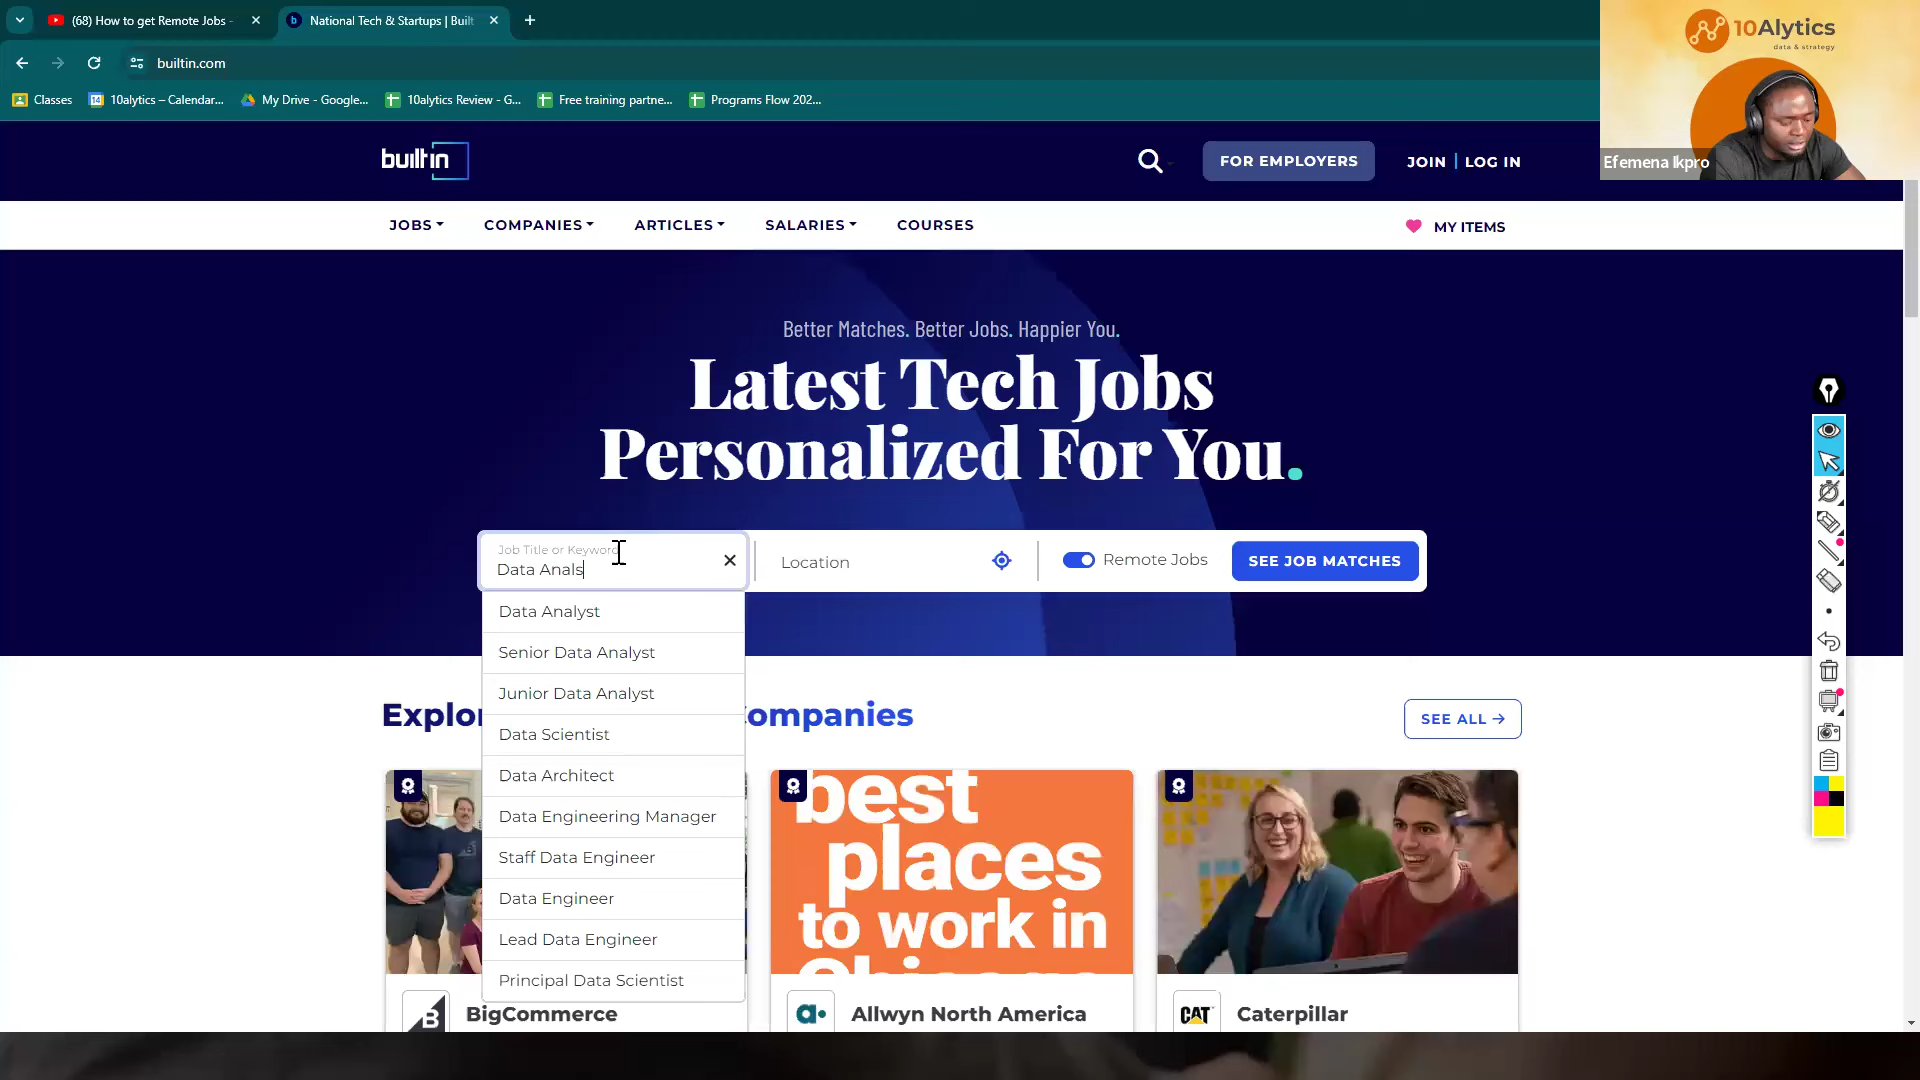 (68) How to get Remote Jobs -
National Tech & Startups | Built
builtin.com
Classes
10alytics – Calendar...
My Drive - Google...
10alytics Review - G...
Free training partne...
Programs Flow 202...
10Alytics
data & strategy
Efemena Ikpro
builtin
FOR EMPLOYERS
JOIN
LOG IN
JOBS
COMPANIES
ARTICLES
SALARIES
COURSES
MY ITEMS
Better Matches. Better Jobs. Happier You.
Latest Tech Jobs
Personalized For You.
Job Title or Keyword
Data Anals
Location
Remote Jobs
SEE JOB MATCHES
Data Analyst
Senior Data Analyst
Junior Data Analyst
Data Scientist
Data Architect
Data Engineering Manager
Staff Data Engineer
Data Engineer
Lead Data Engineer
Principal Data Scientist
Explor
ompanies
SEE ALL →
best
places
to work in
Chicago
BigCommerce
Allwyn North America
CAT
Caterpillar